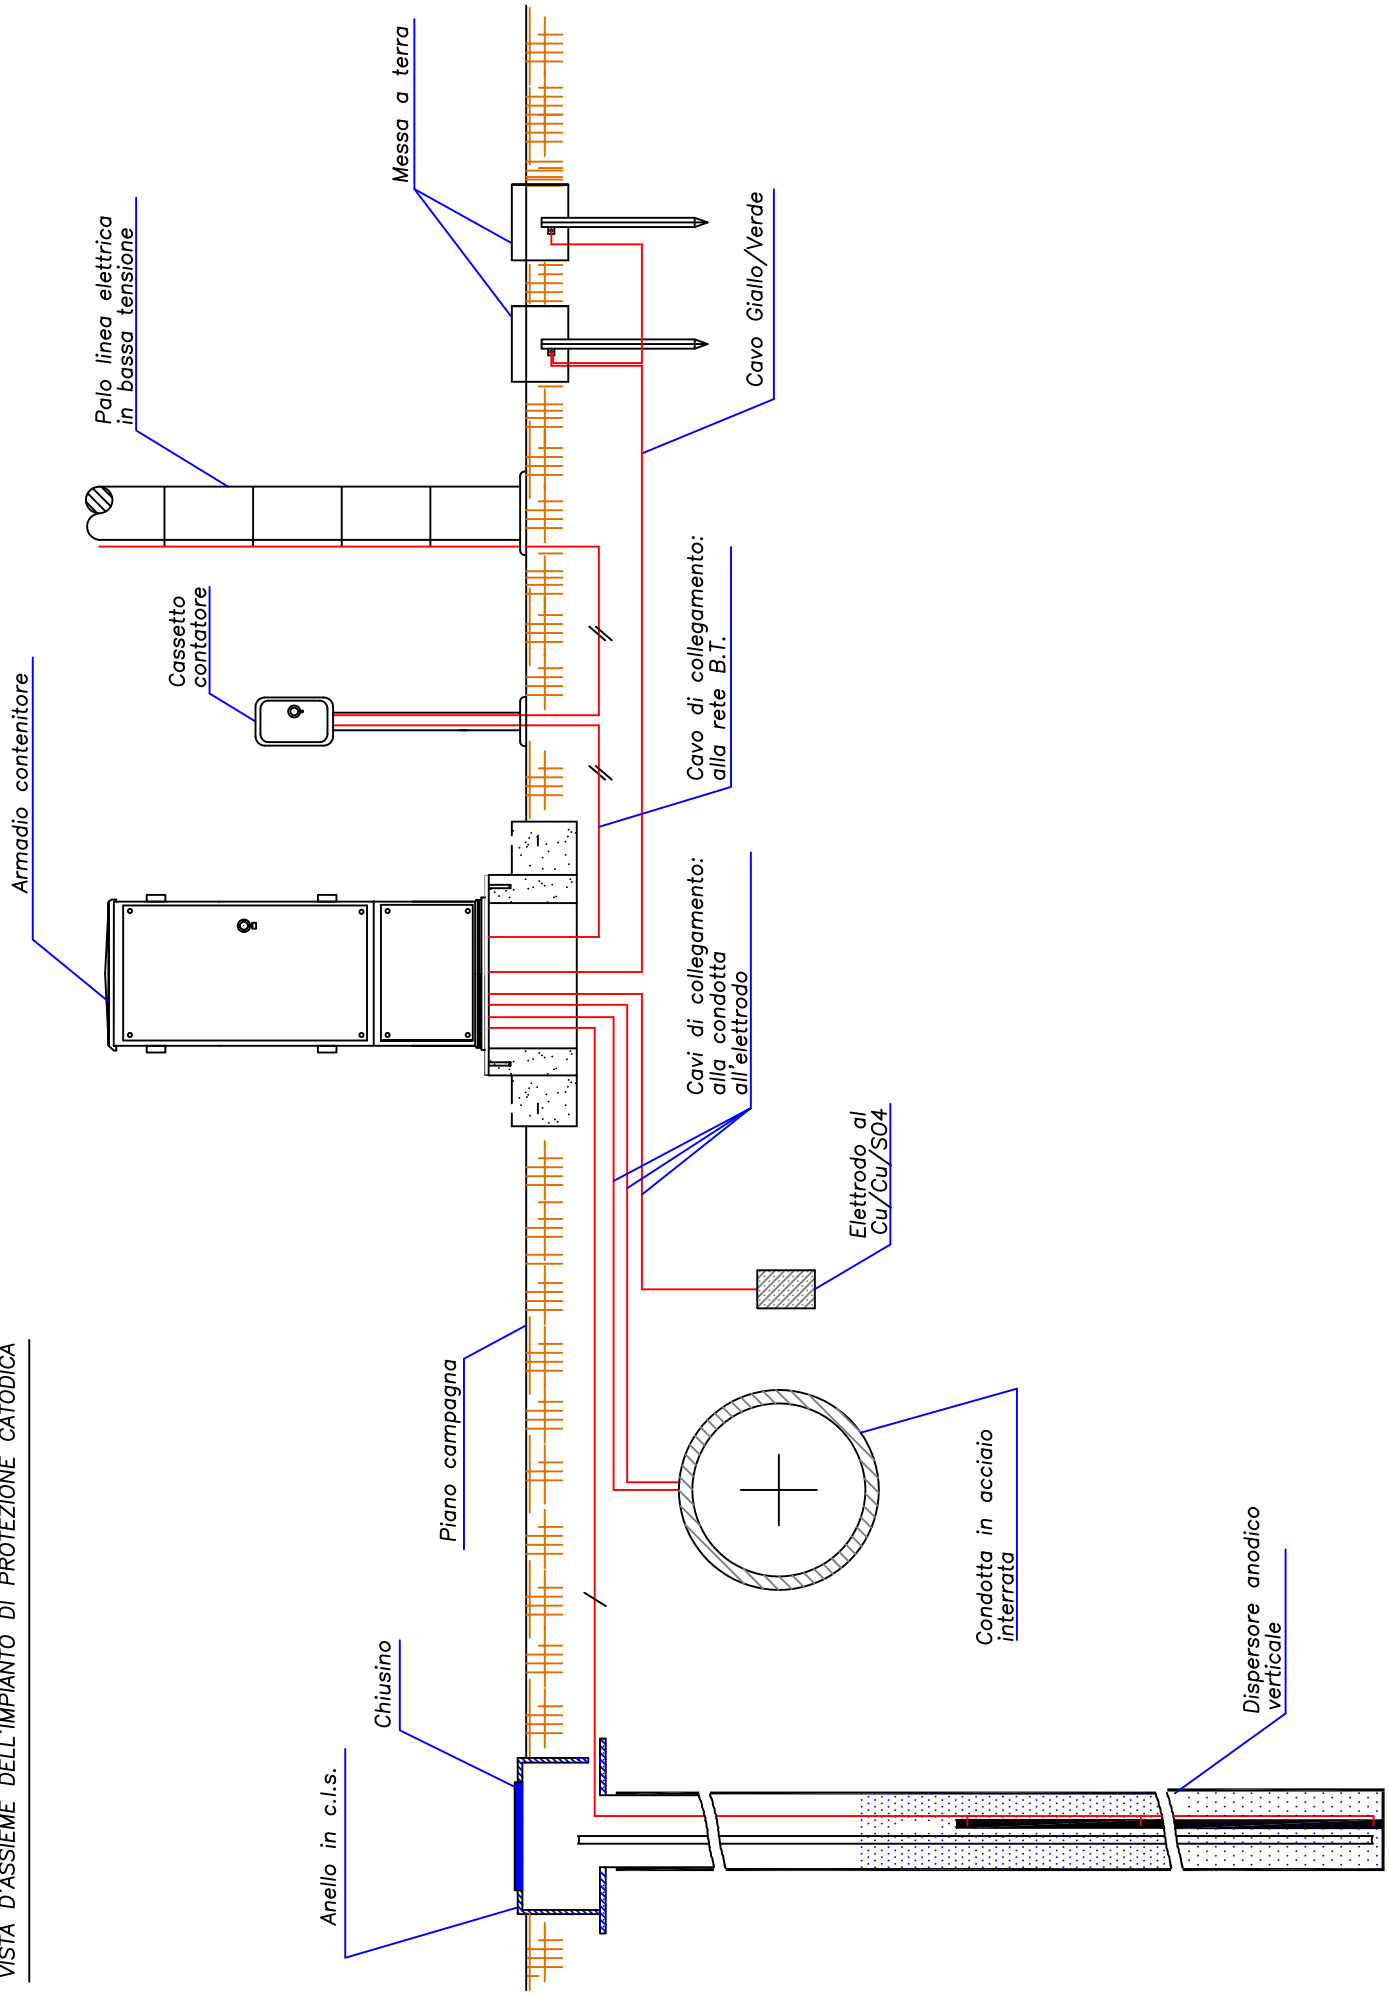 VISTA D'ASSIEME DELL'IMPIANTO DI PROTEZIONE CATODICA
Armadio contenitore
Palo linea elettrica
in bassa tensione
Cassetto
contatore
Messa a terra
Anello in c.l.s.
Chiusino
Piano campagna
Cavi di collegamento:
alla condotta
all'elettrodo
Cavo di collegamento:
alla rete B.T.
Cavo Giallo/Verde
Elettrodo al
Cu/Cu/SO4
Condotta in acciaio
interrata
Dispersore anodico
verticale